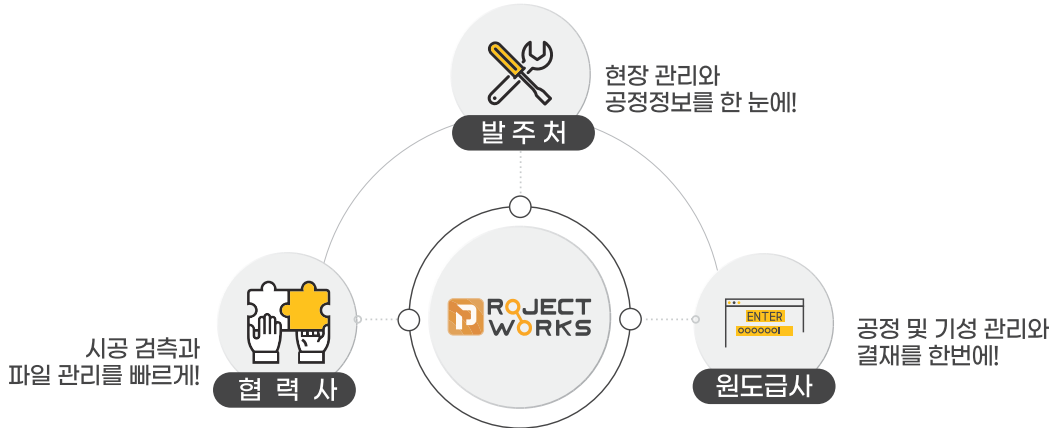 현장 관리와
공정정보를 한 눈에!
발 주 처
PROJECT
WORKS
ENTER
시공 검측과
파일 관리를 빠르게!
협 력 사
공정 및 기성 관리와
결재를 한번에!
원도급사